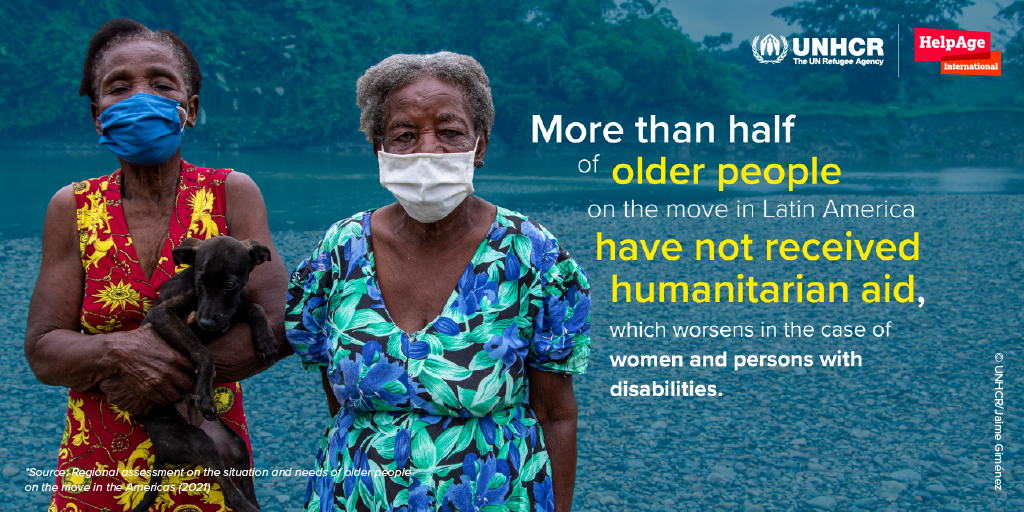 UNHCR
The UN Refugee Agency
HelpAge
International
More than half
of older people
on the move in Latin America
have not received
humanitarian aid,
which worsens in the case of
women and persons with
disabilities.
© UNHCR/Jaime Giménez
*Source: Regional assessment on the situation and needs of older people
on the move in the Americas (2021)